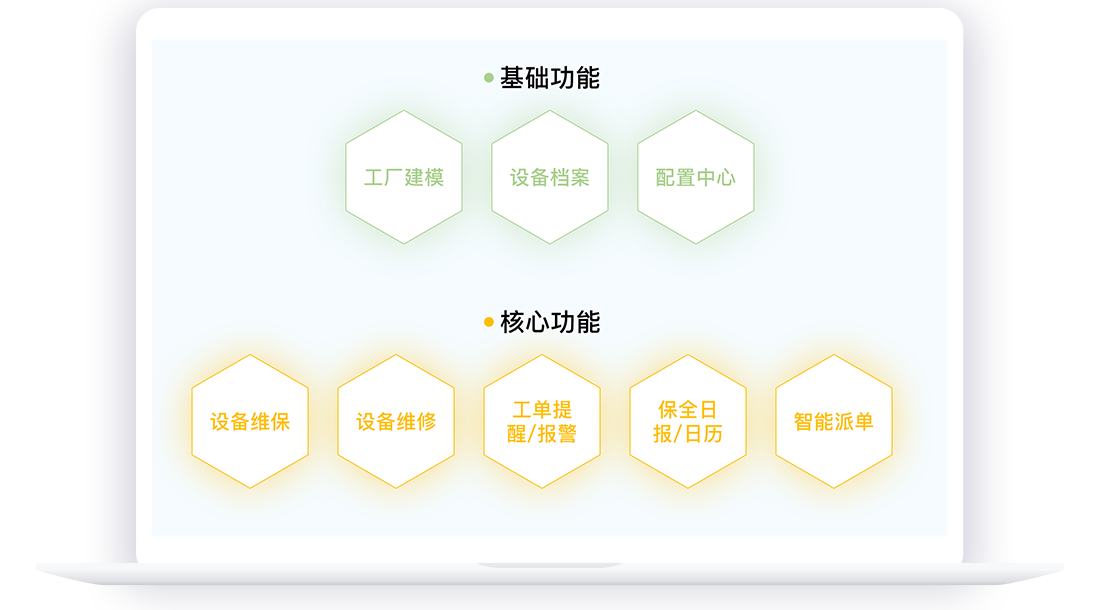 基础功能
工厂建模
设备档案
配置中心
核心功能
设备维保
设备维修
工单提
醒/报警
保全日
报/日历
智能派单